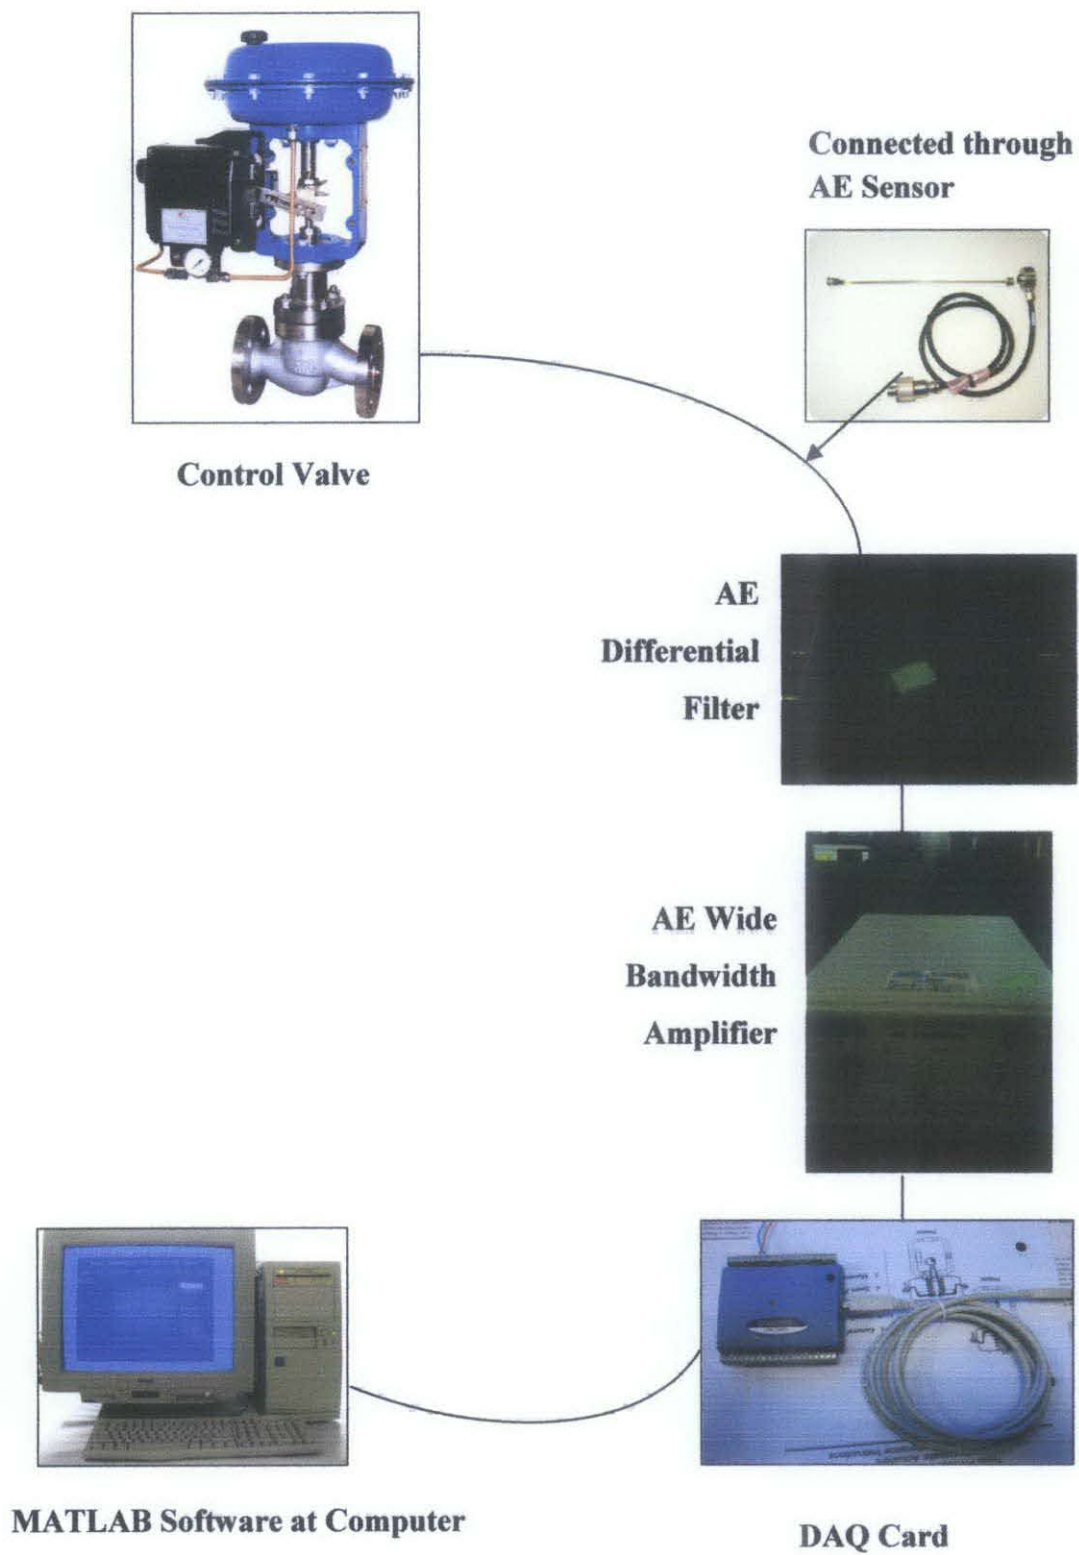 Connected through
AE Sensor
Control Valve
AE
Differential
Filter
AE Wide
Bandwidth
Amplifier
MATLAB Software at Computer
DAQ Card